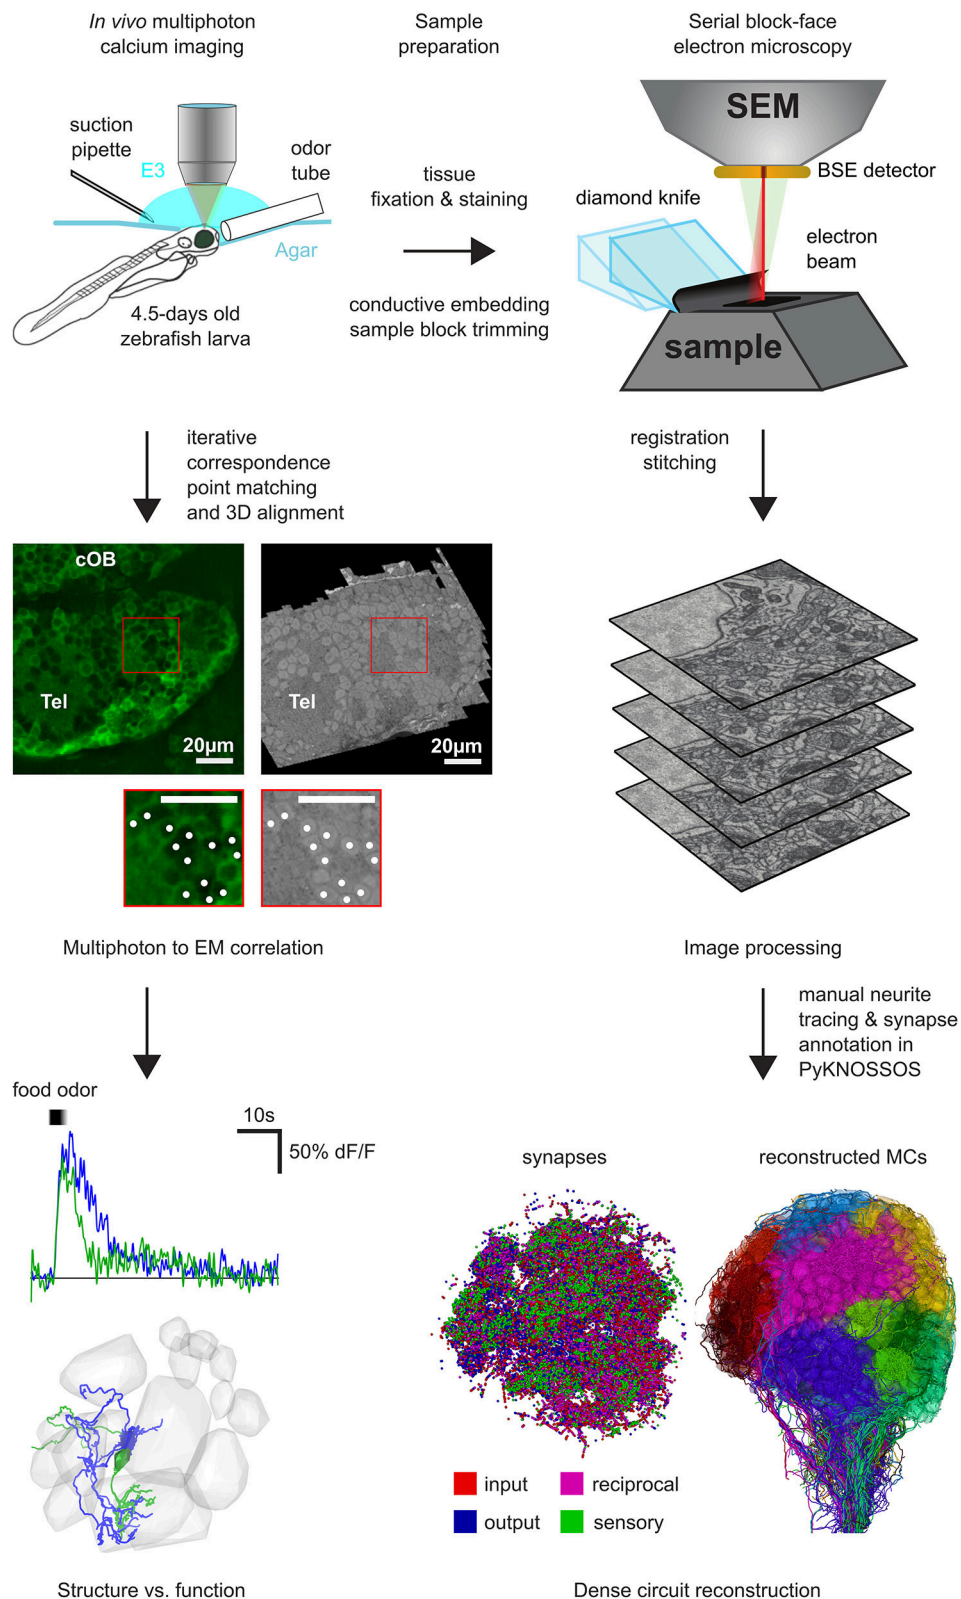 In vivo multiphoton
calcium imaging
Sample
preparation
Serial block-face
electron microscopy
suction
pipette
E3
odor
tube
Agar
4.5-days old
zebrafish larva
tissue
fixation & staining
conductive embedding
sample block trimming
SEM
BSE detector
diamond knife
electron
beam
sample
iterative
correspondence
point matching
and 3D alignment
registration
stitching
cOB
Tel
20µm
Tel
20µm
Multiphoton to EM correlation
Image processing
manual neurite
tracing & synapse
annotation in
PyKNOSSOS
food odor
10s
50% dF/F
synapses
reconstructed MCs
input
reciprocal
output
sensory
Structure vs. function
Dense circuit reconstruction